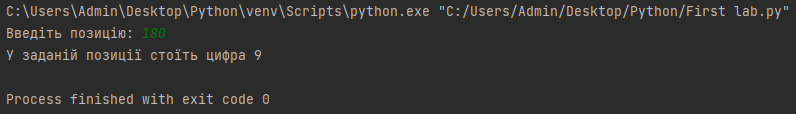 C:\Users\Admin\Desktop\Python\venv\Scripts\python.exe "C:/Users/Admin/Desktop/Python/First lab.py"
Введіть позицію: 180
У заданій позиції стоїть цифра 9
Process finished with exit code 0